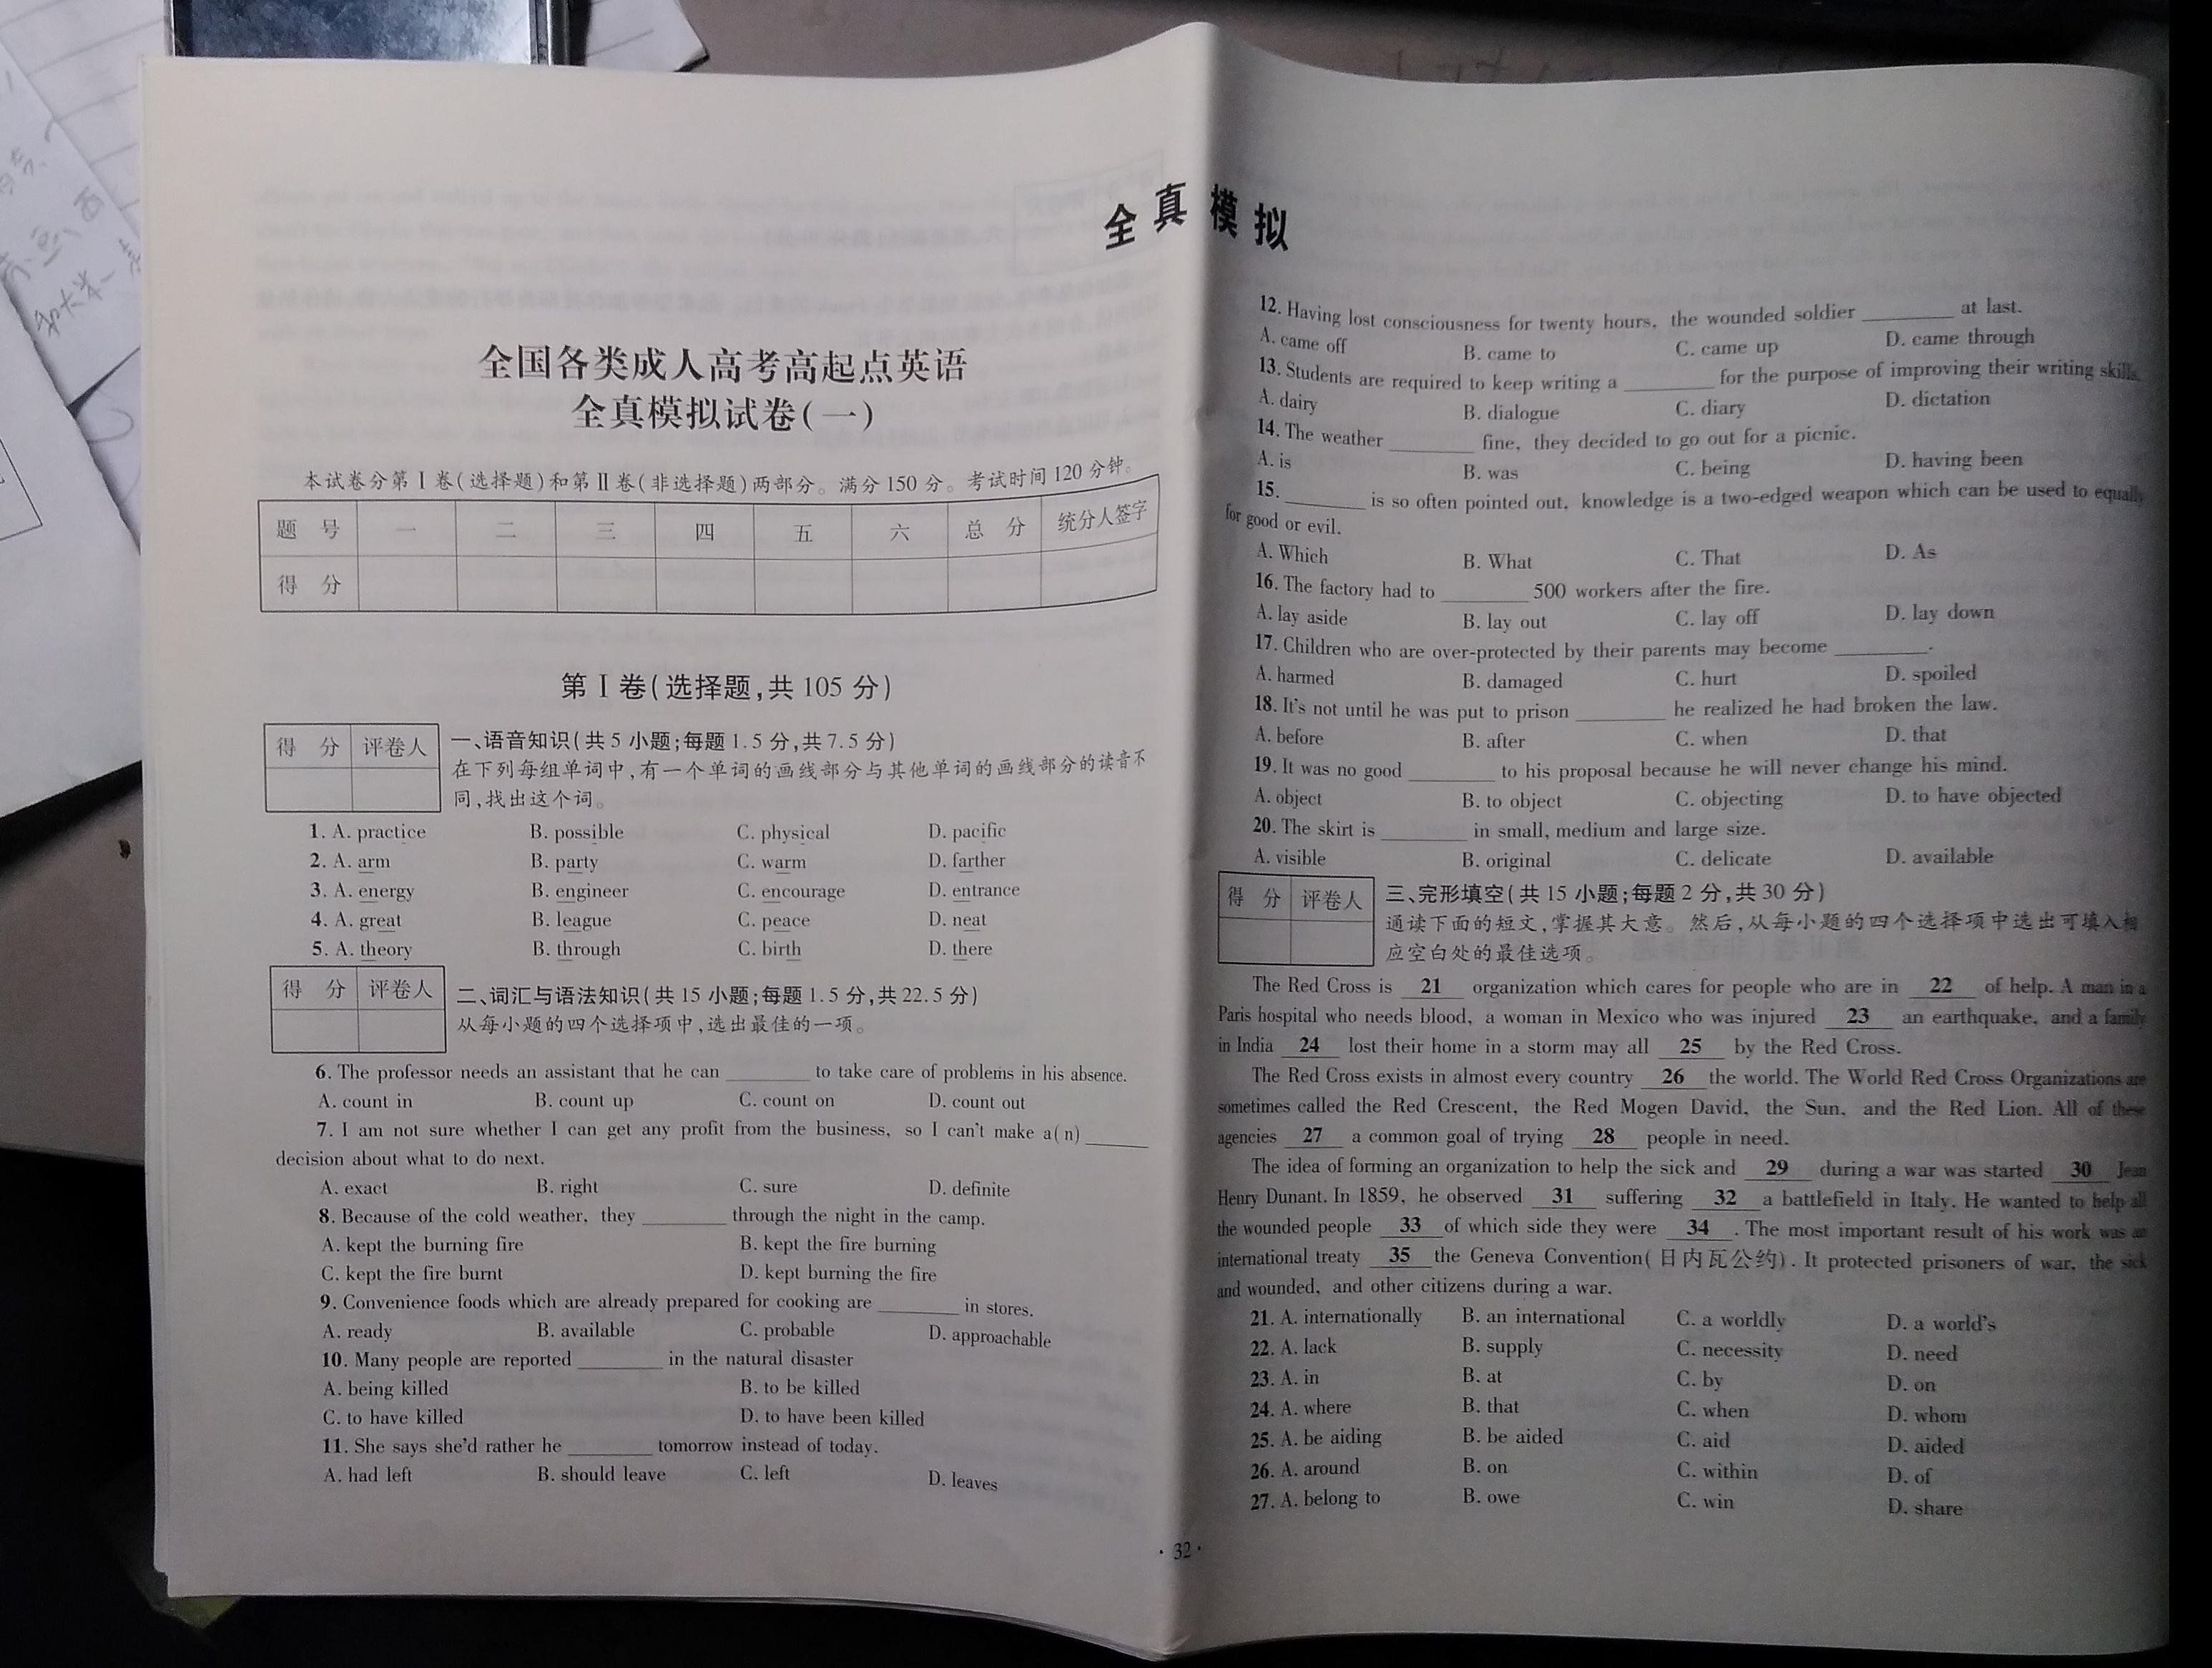 全真模拟
全国各类成人高考高起点英语
全真模拟试卷(一)
本试卷分第Ⅰ卷(选择题)和第Ⅱ卷(非选择题)两部分。满分150分。考试时间120分钟。
题 号 一 二 三 四 五 六 总 分 统分人签字
得 分
第Ⅰ卷(选择题,共105分)
得 分 评卷人
一、语音知识(共5小题;每题1.5分,共7.5分)
在下列每组单词中,有一个单词的画线部分与其他单词的画线部分的读音不
同,找出这个词。
1. A. practice B. possible C. physical D. pacific
2. A. arm B. party C. warm D. farther
3. A. energy B. engineer C. encourage D. entrance
4. A. great B. league C. peace D. neat
5. A. theory B. through C. birth D. there
得 分 评卷人
二、词汇与语法知识(共15小题;每题1.5分,共22.5分)
从每小题的四个选择项中,选出最佳的一项。
6. The professor needs an assistant that he can ________ to take care of problems in his absence.
A. count in B. count up C. count on D. count out
7. I am not sure whether I can get any profit from the business, so I can't make a(n) ______
decision about what to do next.
A. exact B. right C. sure D. definite
8. Because of the cold weather, they ________ through the night in the camp.
A. kept the burning fire B. kept the fire burning
C. kept the fire burnt D. kept burning the fire
9. Convenience foods which are already prepared for cooking are ________ in stores.
A. ready B. available C. probable D. approachable
10. Many people are reported ________ in the natural disaster
A. being killed B. to be killed
C. to have killed D. to have been killed
11. She says she'd rather he ________ tomorrow instead of today.
A. had left B. should leave C. left D. leaves
12. Having lost consciousness for twenty hours, the wounded soldier ________ at last.
A. came off B. came to C. came up D. came through
13. Students are required to keep writing a ________ for the purpose of improving their writing skills.
A. dairy B. dialogue C. diary D. dictation
14. The weather ________ fine, they decided to go out for a picnic.
A. is B. was C. being D. having been
15. ________ is so often pointed out, knowledge is a two-edged weapon which can be used to equally
for good or evil.
A. Which B. What C. That D. As
16. The factory had to ________ 500 workers after the fire.
A. lay aside B. lay out C. lay off D. lay down
17. Children who are over-protected by their parents may become ________.
A. harmed B. damaged C. hurt D. spoiled
18. It's not until he was put to prison ________ he realized he had broken the law.
A. before B. after C. when D. that
19. It was no good ________ to his proposal because he will never change his mind.
A. object B. to object C. objecting D. to have objected
20. The skirt is ________ in small, medium and large size.
A. visible B. original C. delicate D. available
得 分 评卷人
三、完形填空(共15小题;每题2分,共30分)
通读下面的短文,掌握其大意。然后,从每小题的四个选择项中选出可填入相
应空白处的最佳选项。
The Red Cross is 21 organization which cares for people who are in 22 of help. A man in a
Paris hospital who needs blood, a woman in Mexico who was injured 23 an earthquake, and a family
in India 24 lost their home in a storm may all 25 by the Red Cross.
The Red Cross exists in almost every country 26 the world. The World Red Cross Organizations are
sometimes called the Red Crescent, the Red Mogen David, the Sun, and the Red Lion. All of these
agencies 27 a common goal of trying 28 people in need.
The idea of forming an organization to help the sick and 29 during a war was started 30 Jean
Henry Dunant. In 1859, he observed 31 suffering 32 a battlefield in Italy. He wanted to help all
the wounded people 33 of which side they were 34 . The most important result of his work was an
international treaty 35 the Geneva Convention(日内瓦公约). It protected prisoners of war, the sick
and wounded, and other citizens during a war.
21. A. internationally B. an international C. a worldly D. a world's
22. A. lack B. supply C. necessity D. need
23. A. in B. at C. by D. on
24. A. where B. that C. when D. whom
25. A. be aiding B. be aided C. aid D. aided
26. A. around B. on C. within D. of
27. A. belong to B. owe C. win D. share
· 32 ·